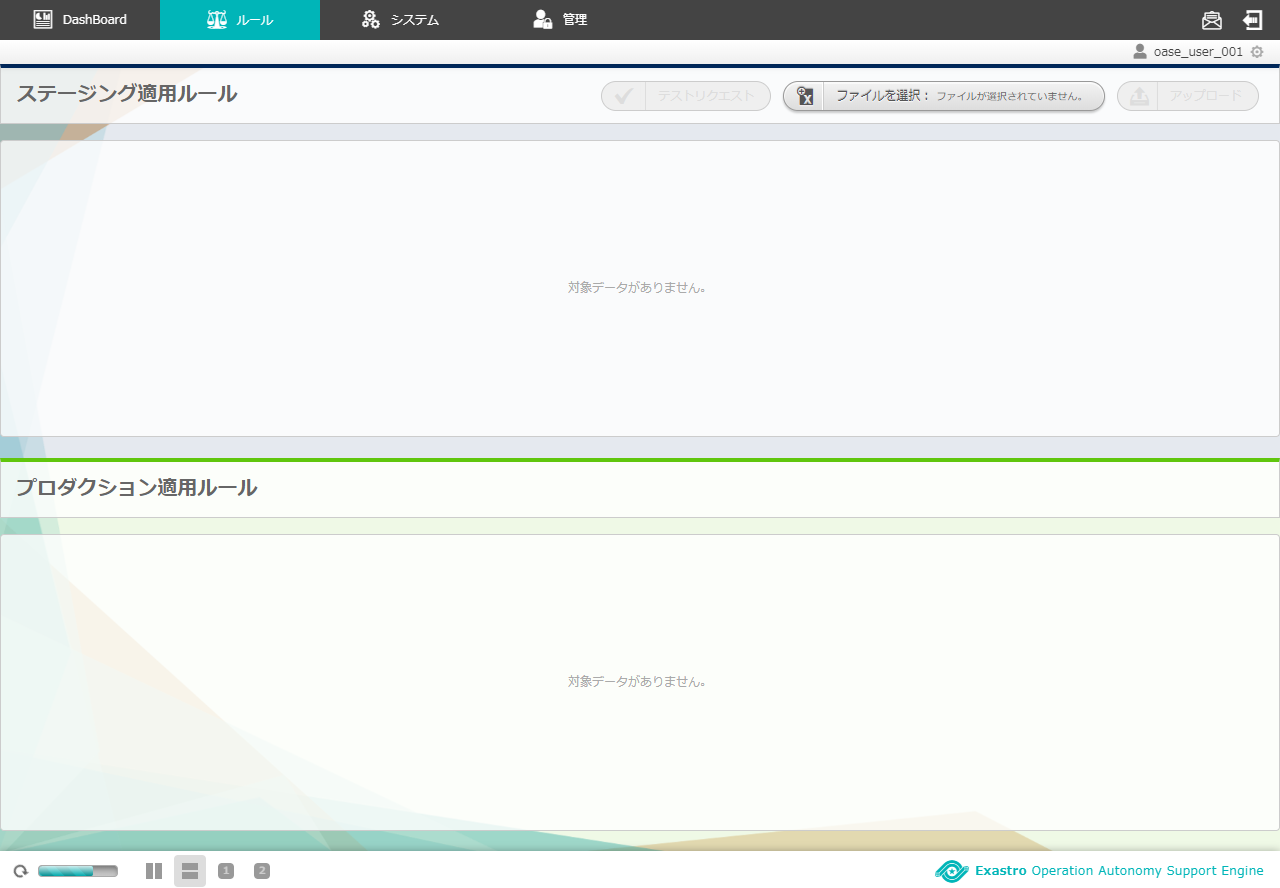 DashBoard
ルール
システム
管理
oase_user_001
ステージング適用ルール
テストリクエスト
ファイルを選択： ファイルが選択されていません。
アップロード
対象データがありません。
プロダクション適用ルール
対象データがありません。
1
2
Exastro Operation Autonomy Support Engine